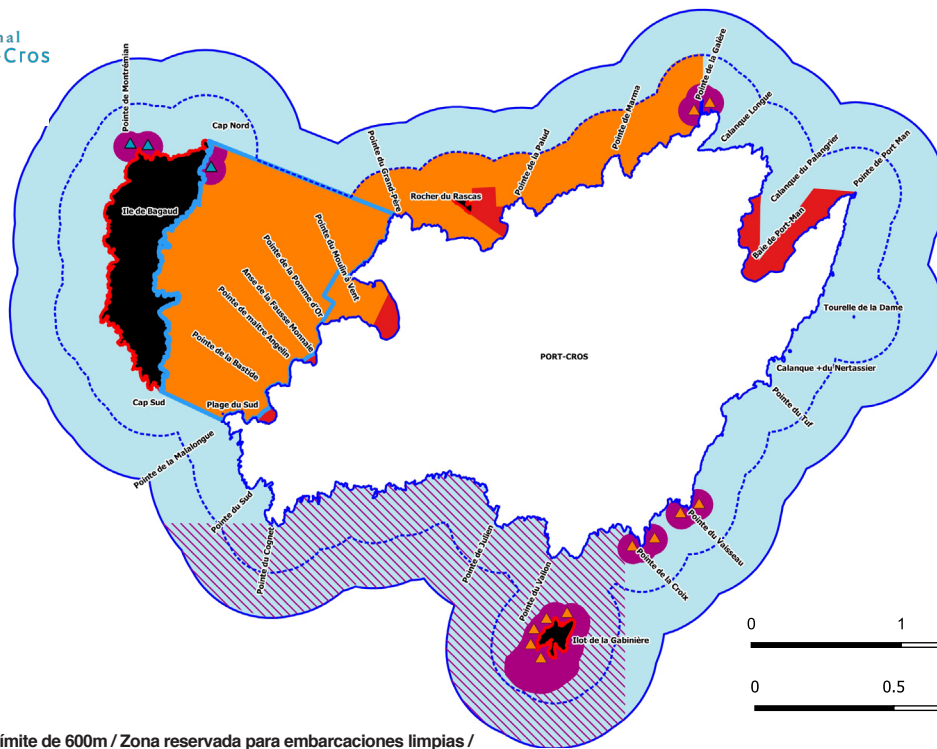 nal
-Cros
Pointe de Montrémian
Cap Nord
Pointe de la Galère
Pointe de Marma
Calanque Longue
Pointe de la Palud
Calanque du Palangrier
Pointe de Port Man
Pointe du Grand-Père
Rocher du Rascas
Ile de Bagaud
Baie de Port-Man
Pointe du Moulin à Vent
Pointe de la Pomme d'Or
Anse de la Fausse Monnaie
Pointe de maître Angelin
Pointe de la Bastide
Tourelle de la Dame
PORT-CROS
Calanque +du Nertassier
Cap Sud
Plage du Sud
Pointe du Tuf
Pointe de la Malalongue
Pointe du Sud
Pointe du Cognet
Pointe de Julien
Pointe du Vallon
Pointe du Vaisseau
Pointe de la Croix
Ilot de la Gabinière
0 1
0 0.5
ímite de 600m / Zona reservada para embarcaciones limpias /